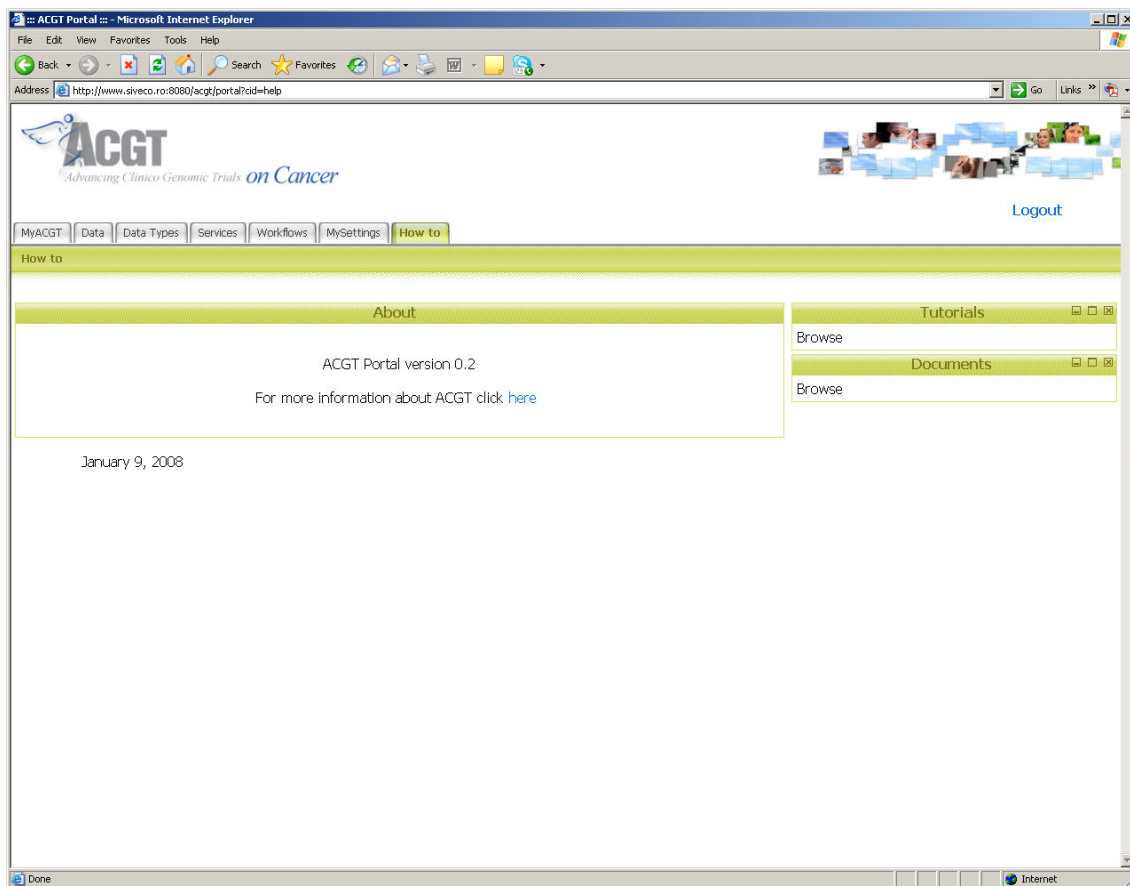 ::: ACGT Portal ::: - Microsoft Internet Explorer
File Edit View Favorites Tools Help
Back Search Favorites
Address http://www.siveco.ro:8080/acgt/portal?cid=help Go Links »
ACGT
Advancing Clinico Genomic Trials on Cancer
Logout
MyACGT Data Data Types Services Workflows MySettings How to
How to
About
ACGT Portal version 0.2
For more information about ACGT click here
Tutorials
Browse
Documents
Browse
January 9, 2008
Done Internet